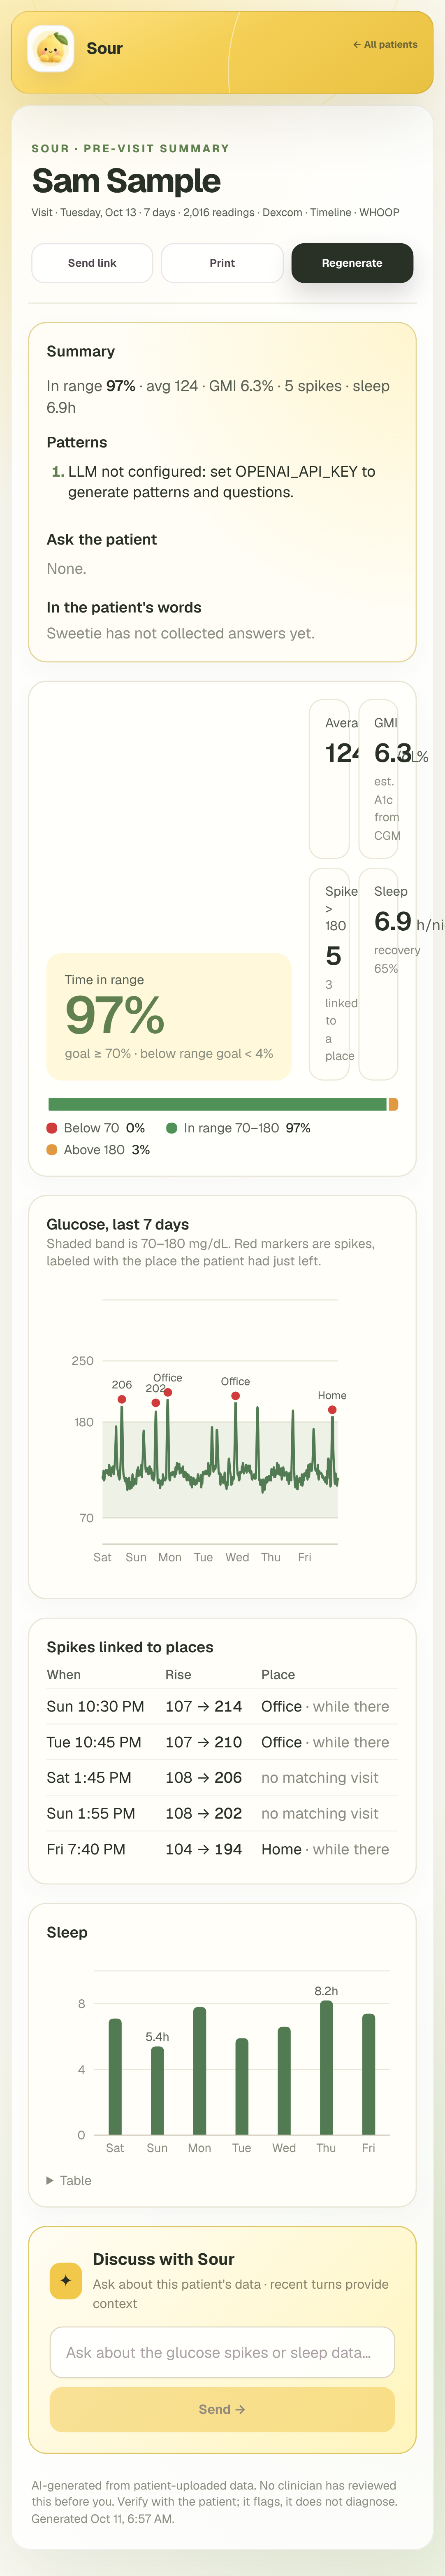 Sour
← All patients
SOUR · PRE-VISIT SUMMARY
Sam Sample
Visit · Tuesday, Oct 13 · 7 days · 2,016 readings · Dexcom · Timeline · WHOOP
Send link
Print
Regenerate
Summary
In range 97% · avg 124 · GMI 6.3% · 5 spikes · sleep
6.9h
Patterns
1. LLM not configured: set OPENAI_API_KEY to
generate patterns and questions.
Ask the patient
None.
In the patient's words
Sweetie has not collected answers yet.
Avera
124
GMI
6.3
%
est.
A1c
from
CGM
Spike
>
180
5
3
linked
to
a
place
Sleep
6.9 h/ni
recovery
65%
Time in range
97%
goal ≥ 70% · below range goal < 4%
Below 70 0%
In range 70–180 97%
Above 180 3%
Glucose, last 7 days
Shaded band is 70–180 mg/dL. Red markers are spikes,
labeled with the place the patient had just left.
250
180
70
206
202
Office
Office
Home
Sat Sun Mon Tue Wed Thu Fri
Spikes linked to places
When Rise Place
Sun 10:30 PM 107 → 214 Office · while there
Tue 10:45 PM 107 → 210 Office · while there
Sat 1:45 PM 108 → 206 no matching visit
Sun 1:55 PM 108 → 202 no matching visit
Fri 7:40 PM 104 → 194 Home · while there
Sleep
8
4
0
5.4h
8.2h
Sat Sun Mon Tue Wed Thu Fri
▶ Table
Discuss with Sour
Ask about this patient's data · recent turns provide
context
Ask about the glucose spikes or sleep data…
Send →
AI-generated from patient-uploaded data. No clinician has reviewed
this before you. Verify with the patient; it flags, it does not diagnose.
Generated Oct 11, 6:57 AM.